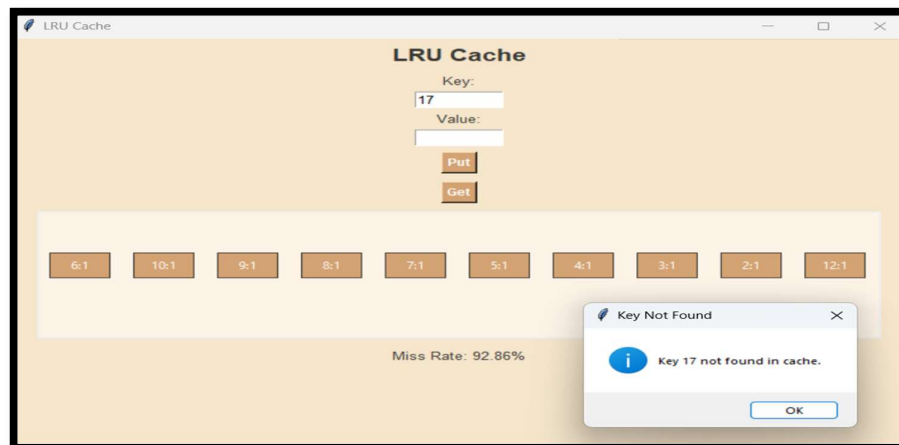 LRU Cache
LRU Cache
Key:
17
Value:
Put
Get
6:1 10:1 9:1 8:1 7:1 5:1 4:1 3:1 2:1 12:1
Miss Rate: 92.86%
Key Not Found
Key 17 not found in cache.
OK